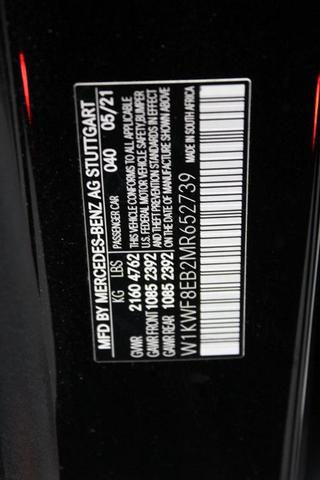 MFD BY MERCEDES-BENZ AG STUTTGART
PASSENGER CAR 040 05/21
KG LBS
GVWR 2160 4762
GAWR FRONT 1085 2392
GAWR REAR 1085 2392
THIS VEHICLE CONFORMS TO ALL APPLICABLE
U.S. FEDERAL MOTOR VEHICLE SAFETY,BUMPER
AND THEFT PREVENTION STANDARDS IN EFFECT
ON THE DATE OF MANUFACTURE SHOWN ABOVE
W1KWF8EB2MR652739
MADE IN SOUTH AFRICA